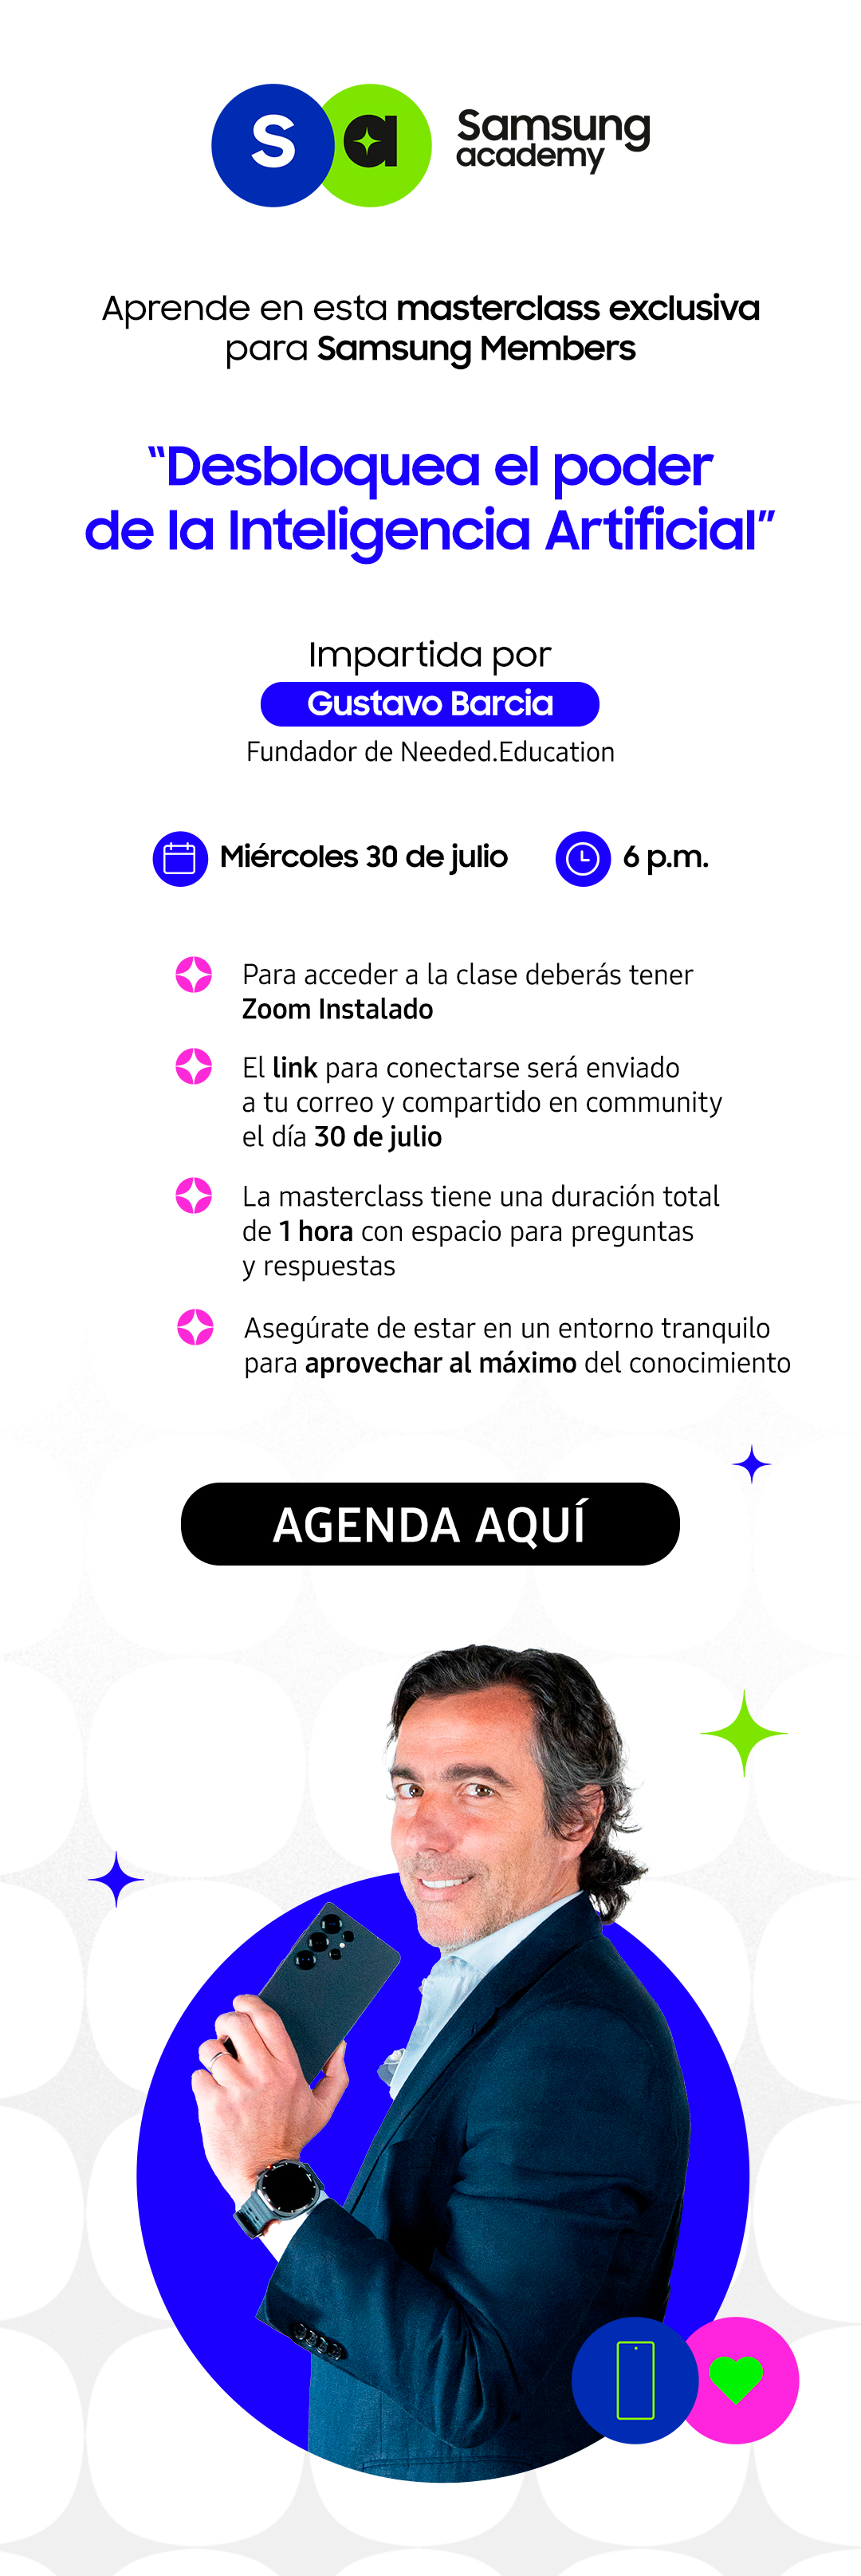 sa
Samsung
academy
Aprende en esta masterclass exclusiva
para Samsung Members
“Desbloquea el poder
de la Inteligencia Artificial”
Impartida por
Gustavo Barcia
Fundador de Needed.Education
Miércoles 30 de julio
6 p.m.
Para acceder a la clase deberás tener
Zoom Instalado
El link para conectarse será enviado
a tu correo y compartido en community
el día 30 de julio
La masterclass tiene una duración total
de 1 hora con espacio para preguntas
y respuestas
Asegúrate de estar en un entorno tranquilo
para aprovechar al máximo del conocimiento
AGENDA AQUÍ